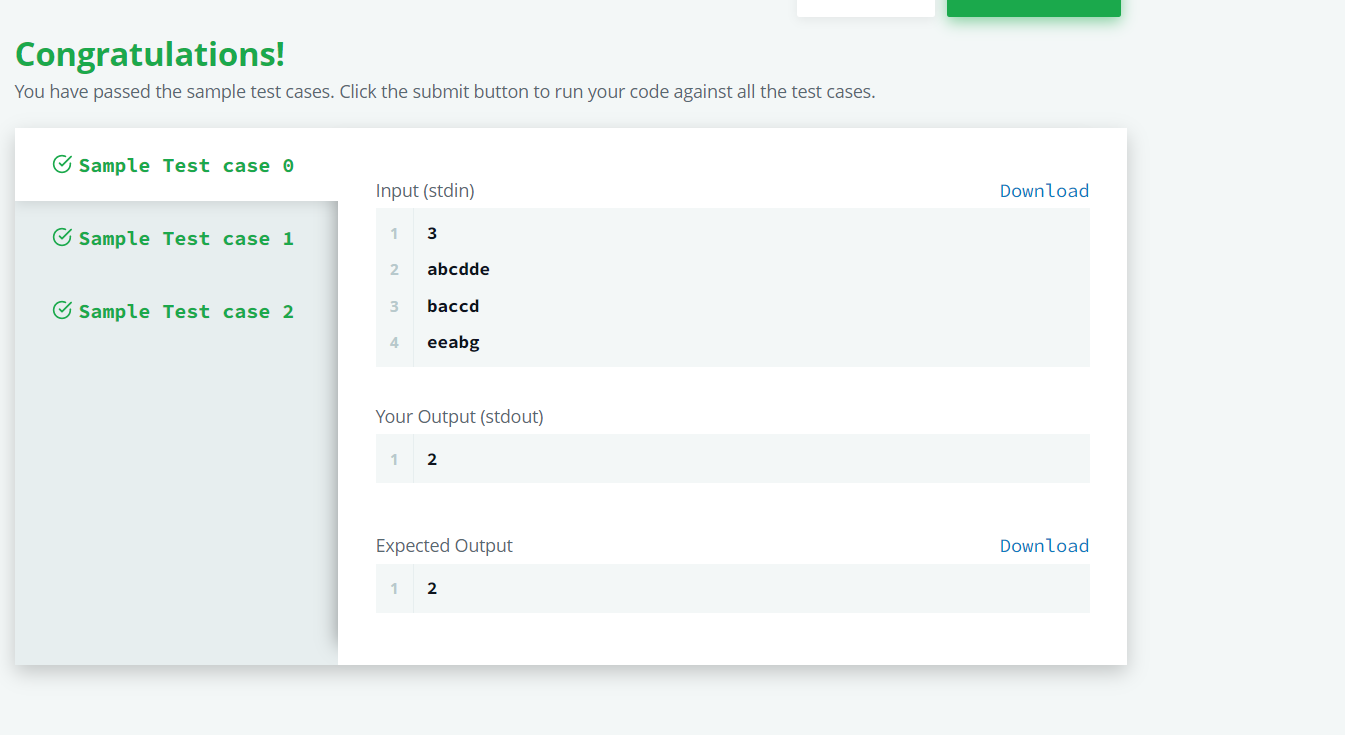 Congratulations!
You have passed the sample test cases. Click the submit button to run your code against all the test cases.
Sample Test case 0
Sample Test case 1
Sample Test case 2
Input (stdin)
Download
1 3
2 abcdde
3 baccd
4 eeabg
Your Output (stdout)
1 2
Expected Output
Download
1 2